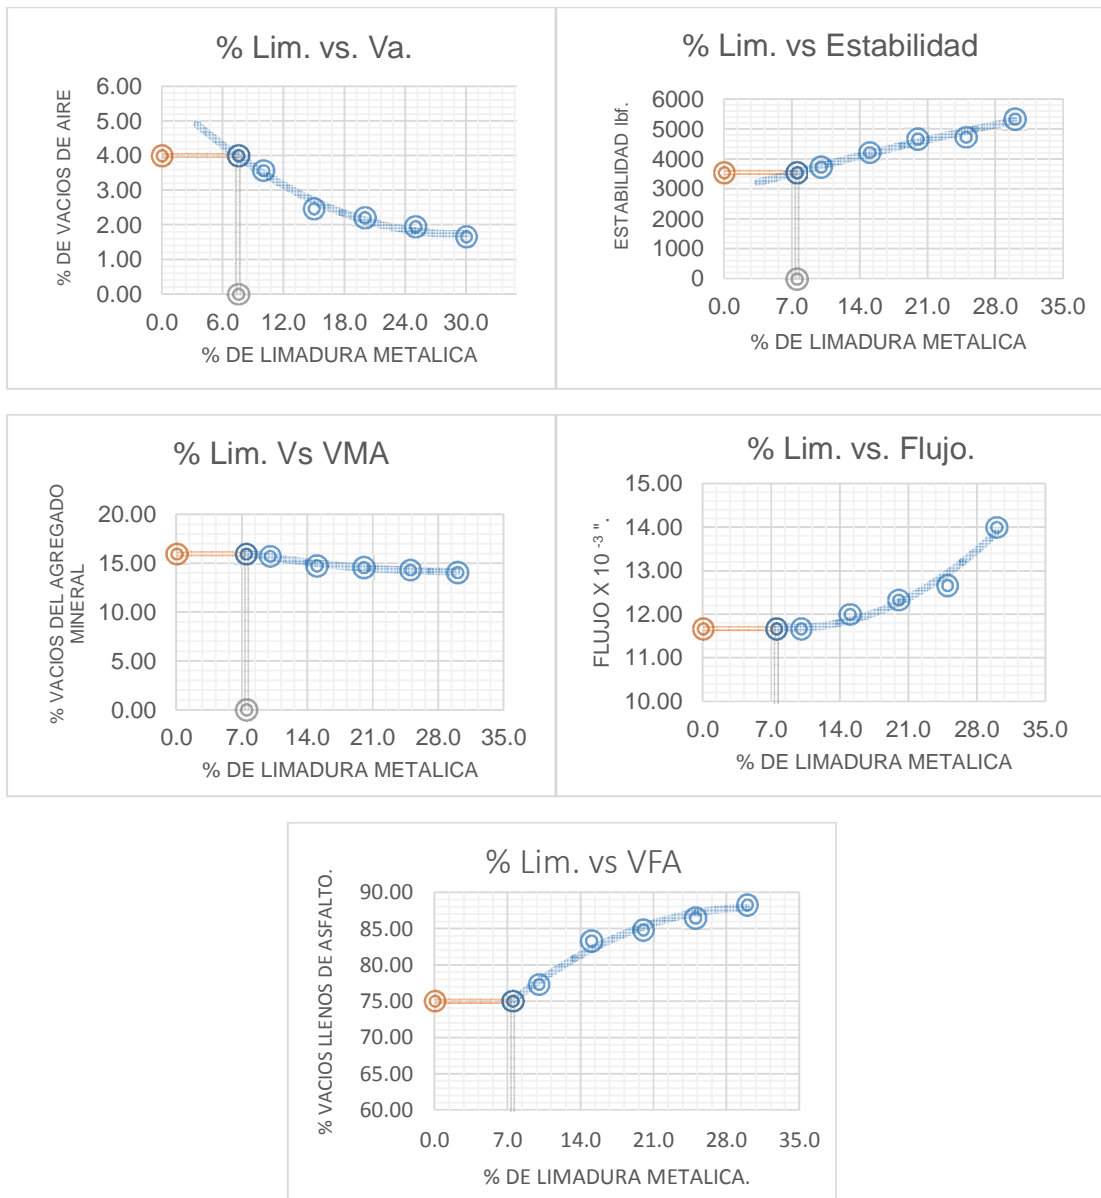 % Lim. vs. Va.
% DE VACIOS DE AIRE
6.00
5.00
4.00
3.00
2.00
1.00
0.00
0.0 6.0 12.0 18.0 24.0 30.0
% DE LIMADURA METALICA
% Lim. vs Estabilidad
ESTABILIDAD lbf.
6000
5000
4000
3000
2000
1000
0
0.0 7.0 14.0 21.0 28.0 35.0
% DE LIMADURA METALICA
% Lim. Vs VMA
% VACIOS DEL AGREGADO
MINERAL
20.00
15.00
10.00
5.00
0.00
0.0 7.0 14.0 21.0 28.0 35.0
% DE LIMADURA METALICA
% Lim. vs. Flujo.
FLUJO X 10 -3 ".
15.00
14.00
13.00
12.00
11.00
10.00
0.0 7.0 14.0 21.0 28.0 35.0
% DE LIMADURA METALICA
% Lim. vs VFA
% VACIOS LLENOS DE ASFALTO.
90.00
85.00
80.00
75.00
70.00
65.00
60.00
0.0 7.0 14.0 21.0 28.0 35.0
% DE LIMADURA METALICA.